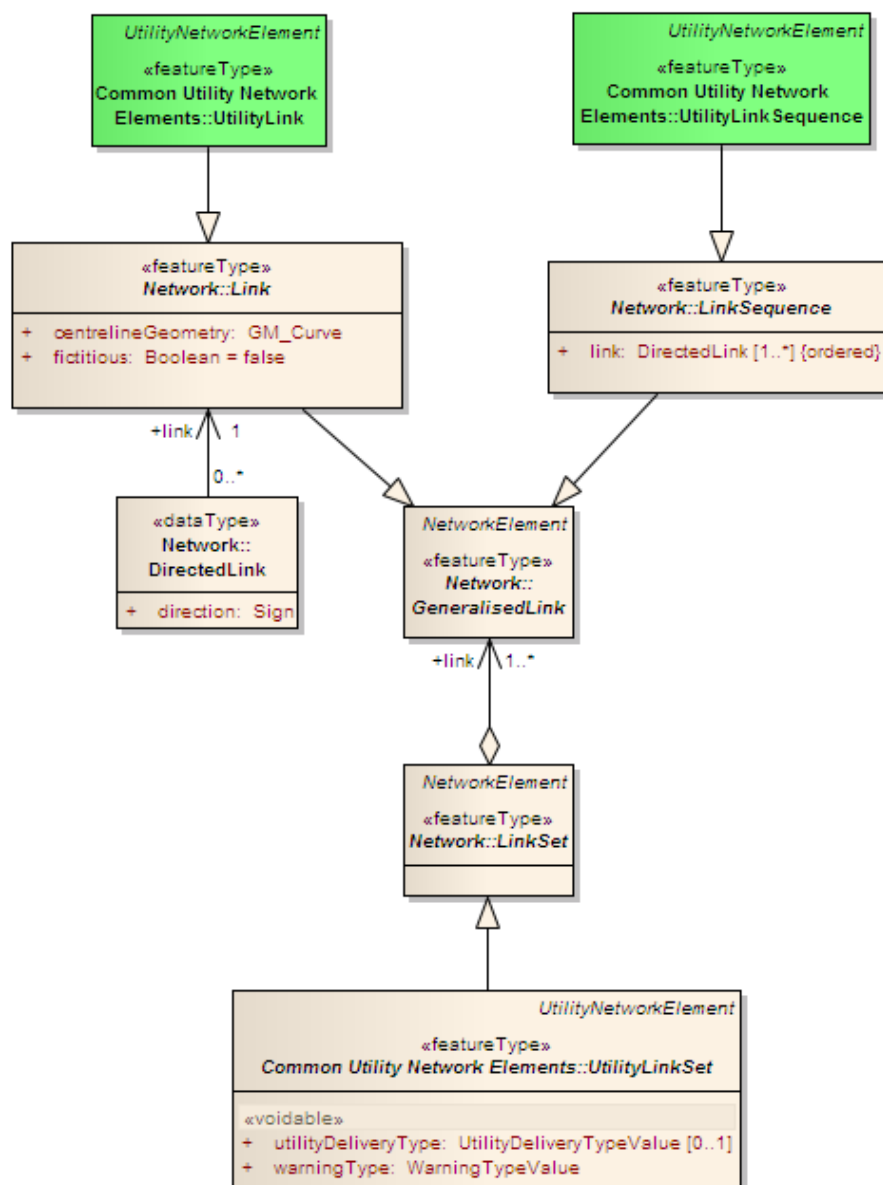 UtilityNetworkElement
«featureType»
Common Utility Network
Elements::UtilityLink
UtilityNetworkElement
«featureType»
Common Utility Network
Elements::UtilityLinkSequence
«featureType»
Network::Link
+ centrelineGeometry: GM_Curve
+ fictitious: Boolean = false
«featureType»
Network::LinkSequence
+ link: DirectedLink [1..*] {ordered}
+link 1
0..*
«dataType»
Network::
DirectedLink
+ direction: Sign
NetworkElement
«featureType»
Network::
GeneralisedLink
+link 1..*
NetworkElement
«featureType»
Network::LinkSet
UtilityNetworkElement
«featureType»
Common Utility Network Elements::UtilityLinkSet
«voidable»
+ utilityDeliveryType: UtilityDeliveryTypeValue [0..1]
+ warningType: WarningTypeValue